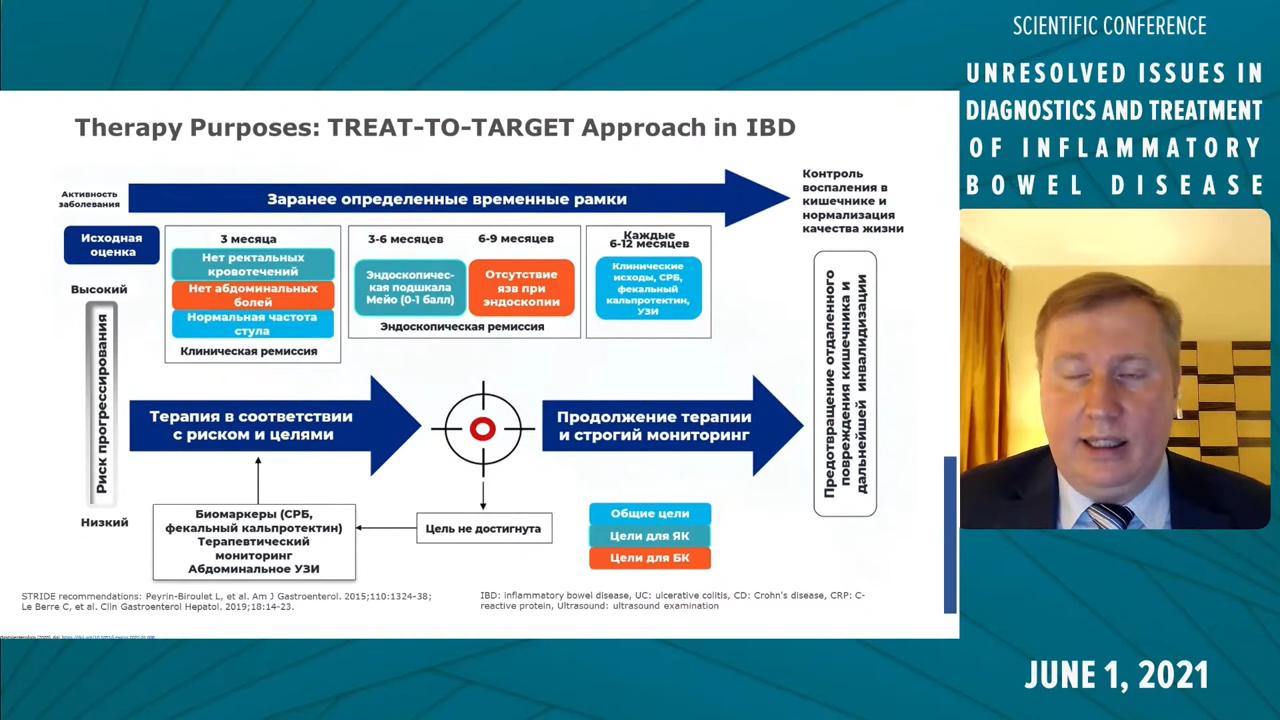 SCIENTIFIC CONFERENCE
UNRESOLVED ISSUES IN
DIAGNOSTICS AND TREATMENT
OF INFLAMMATORY
BOWEL DISEASE
Therapy Purposes: TREAT-TO-TARGET Approach in IBD
Активность
заболевания
Заранее определенные временные рамки
Контроль
воспаления в
кишечнике и
нормализация
качества жизни
Исходная
оценка
3 месяца
Нет ректальных
кровотечений
Нет абдоминальных
болей
Нормальная частота
стула
Клиническая ремиссия
3-6 месяцев
6-9 месяцев
Эндоскопичес-
кая подшкала
Мейо (0-1 балл)
Отсутствие
язв при
эндоскопии
Эндоскопическая ремиссия
Каждые
6-12 месяцев
Клинические
исходы, СРБ,
фекальный
кальпротектин,
УЗИ
Высокий
Риск прогрессирования
Низкий
Терапия в соответствии
с риском и целями
Продолжение терапии
и строгий мониторинг
Предотвращение отдаленного
повреждения кишечника и
дальнейшей инвалидизации
Биомаркеры (СРБ,
фекальный кальпротектин)
Терапевтический
мониторинг
Абдоминальное УЗИ
Цель не достигнута
Общие цели
Цели для ЯК
Цели для БК
STRIDE recommendations: Peyrin-Biroulet L, et al. Am J Gastroenterol. 2015;110:1324-38;
Le Berre C, et al. Clin Gastroenterol Hepatol. 2019;18:14-23.
IBD: inflammatory bowel disease, UC: ulcerative colitis, CD: Crohn's disease, CRP: C-
reactive protein, Ultrasound: ultrasound examination
JUNE 1, 2021